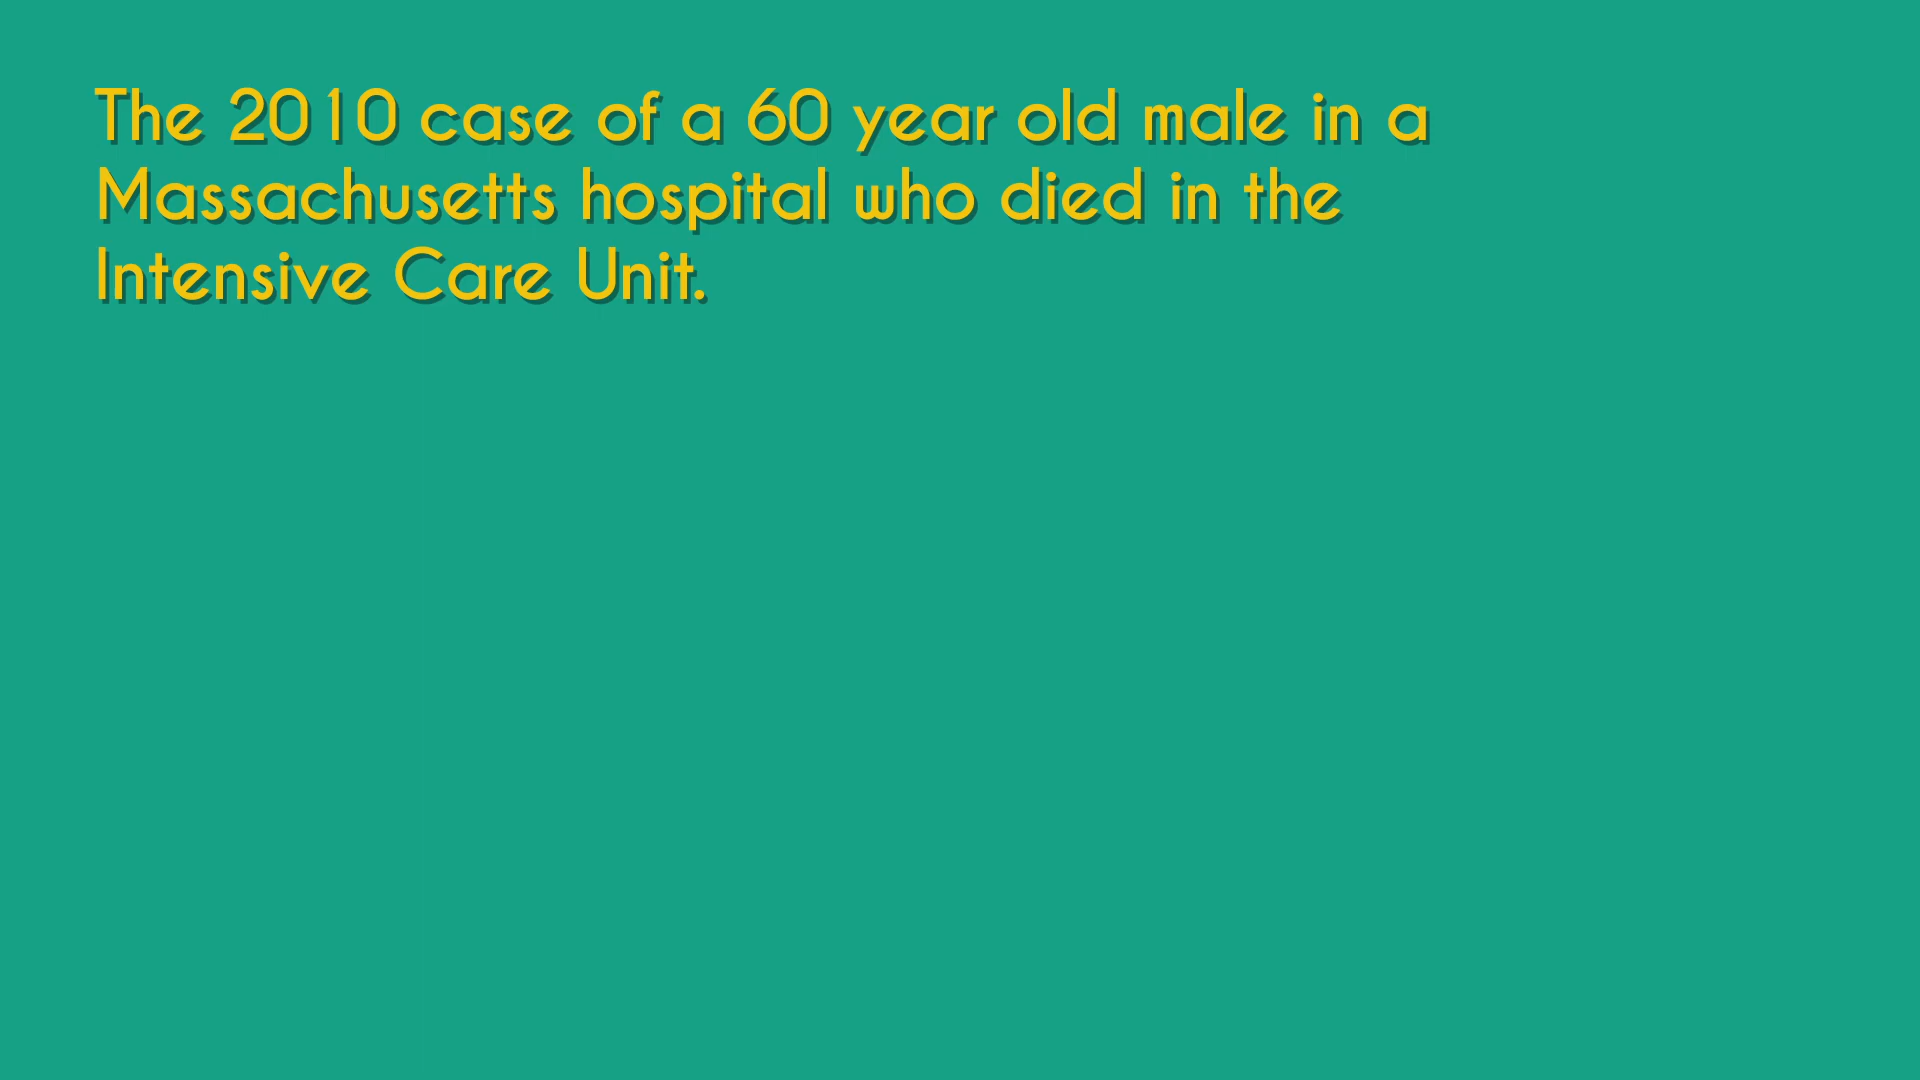 The 2010 case of a 60 year old male in a
Massachusetts hospital who died in the
Intensive Care Unit.